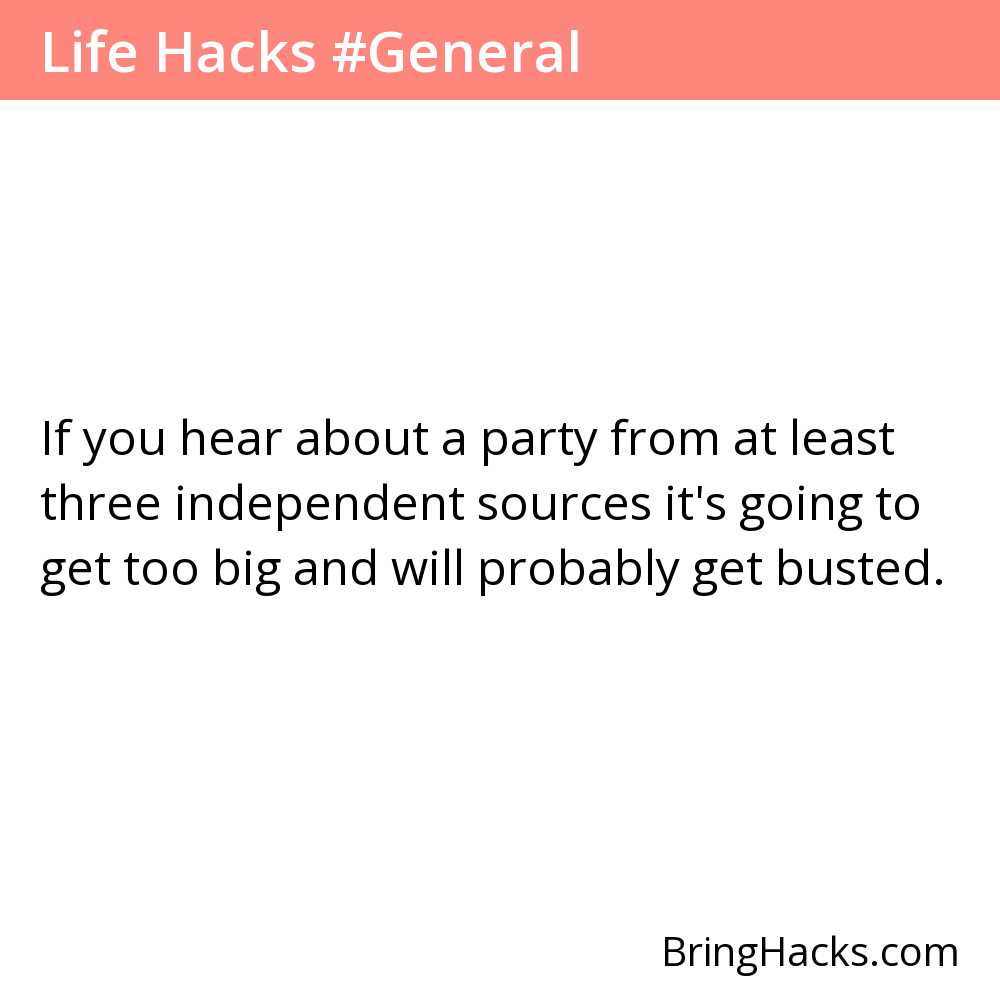 Life Hacks #General
If you hear about a party from at least
three independent sources it's going to
get too big and will probably get busted.
BringHacks.com